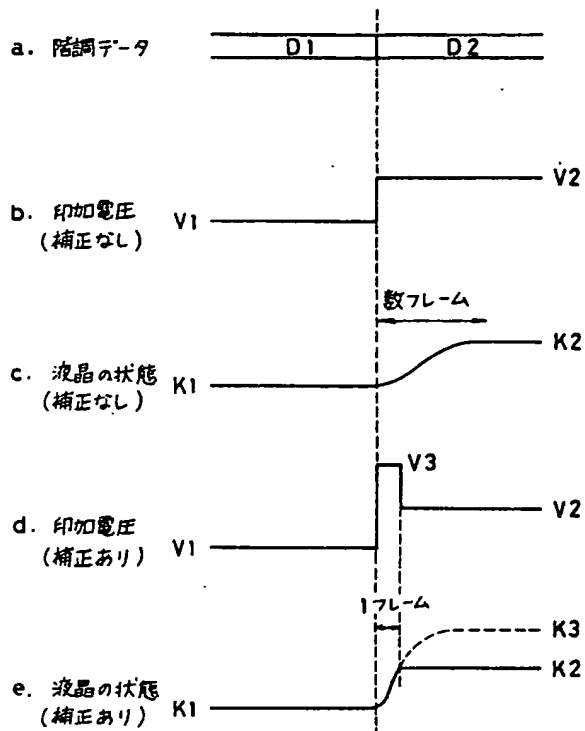 a. 階調データ D1 D2
V2
b. 印加電圧 V1
(補正なし)
数フレーム
K2
c. 液晶の状態 K1
(補正なし)
V3
V2
d. 印加電圧 V1
(補正あり)
1フレーム
K3
K2
e. 液晶の状態 K1
(補正あり)